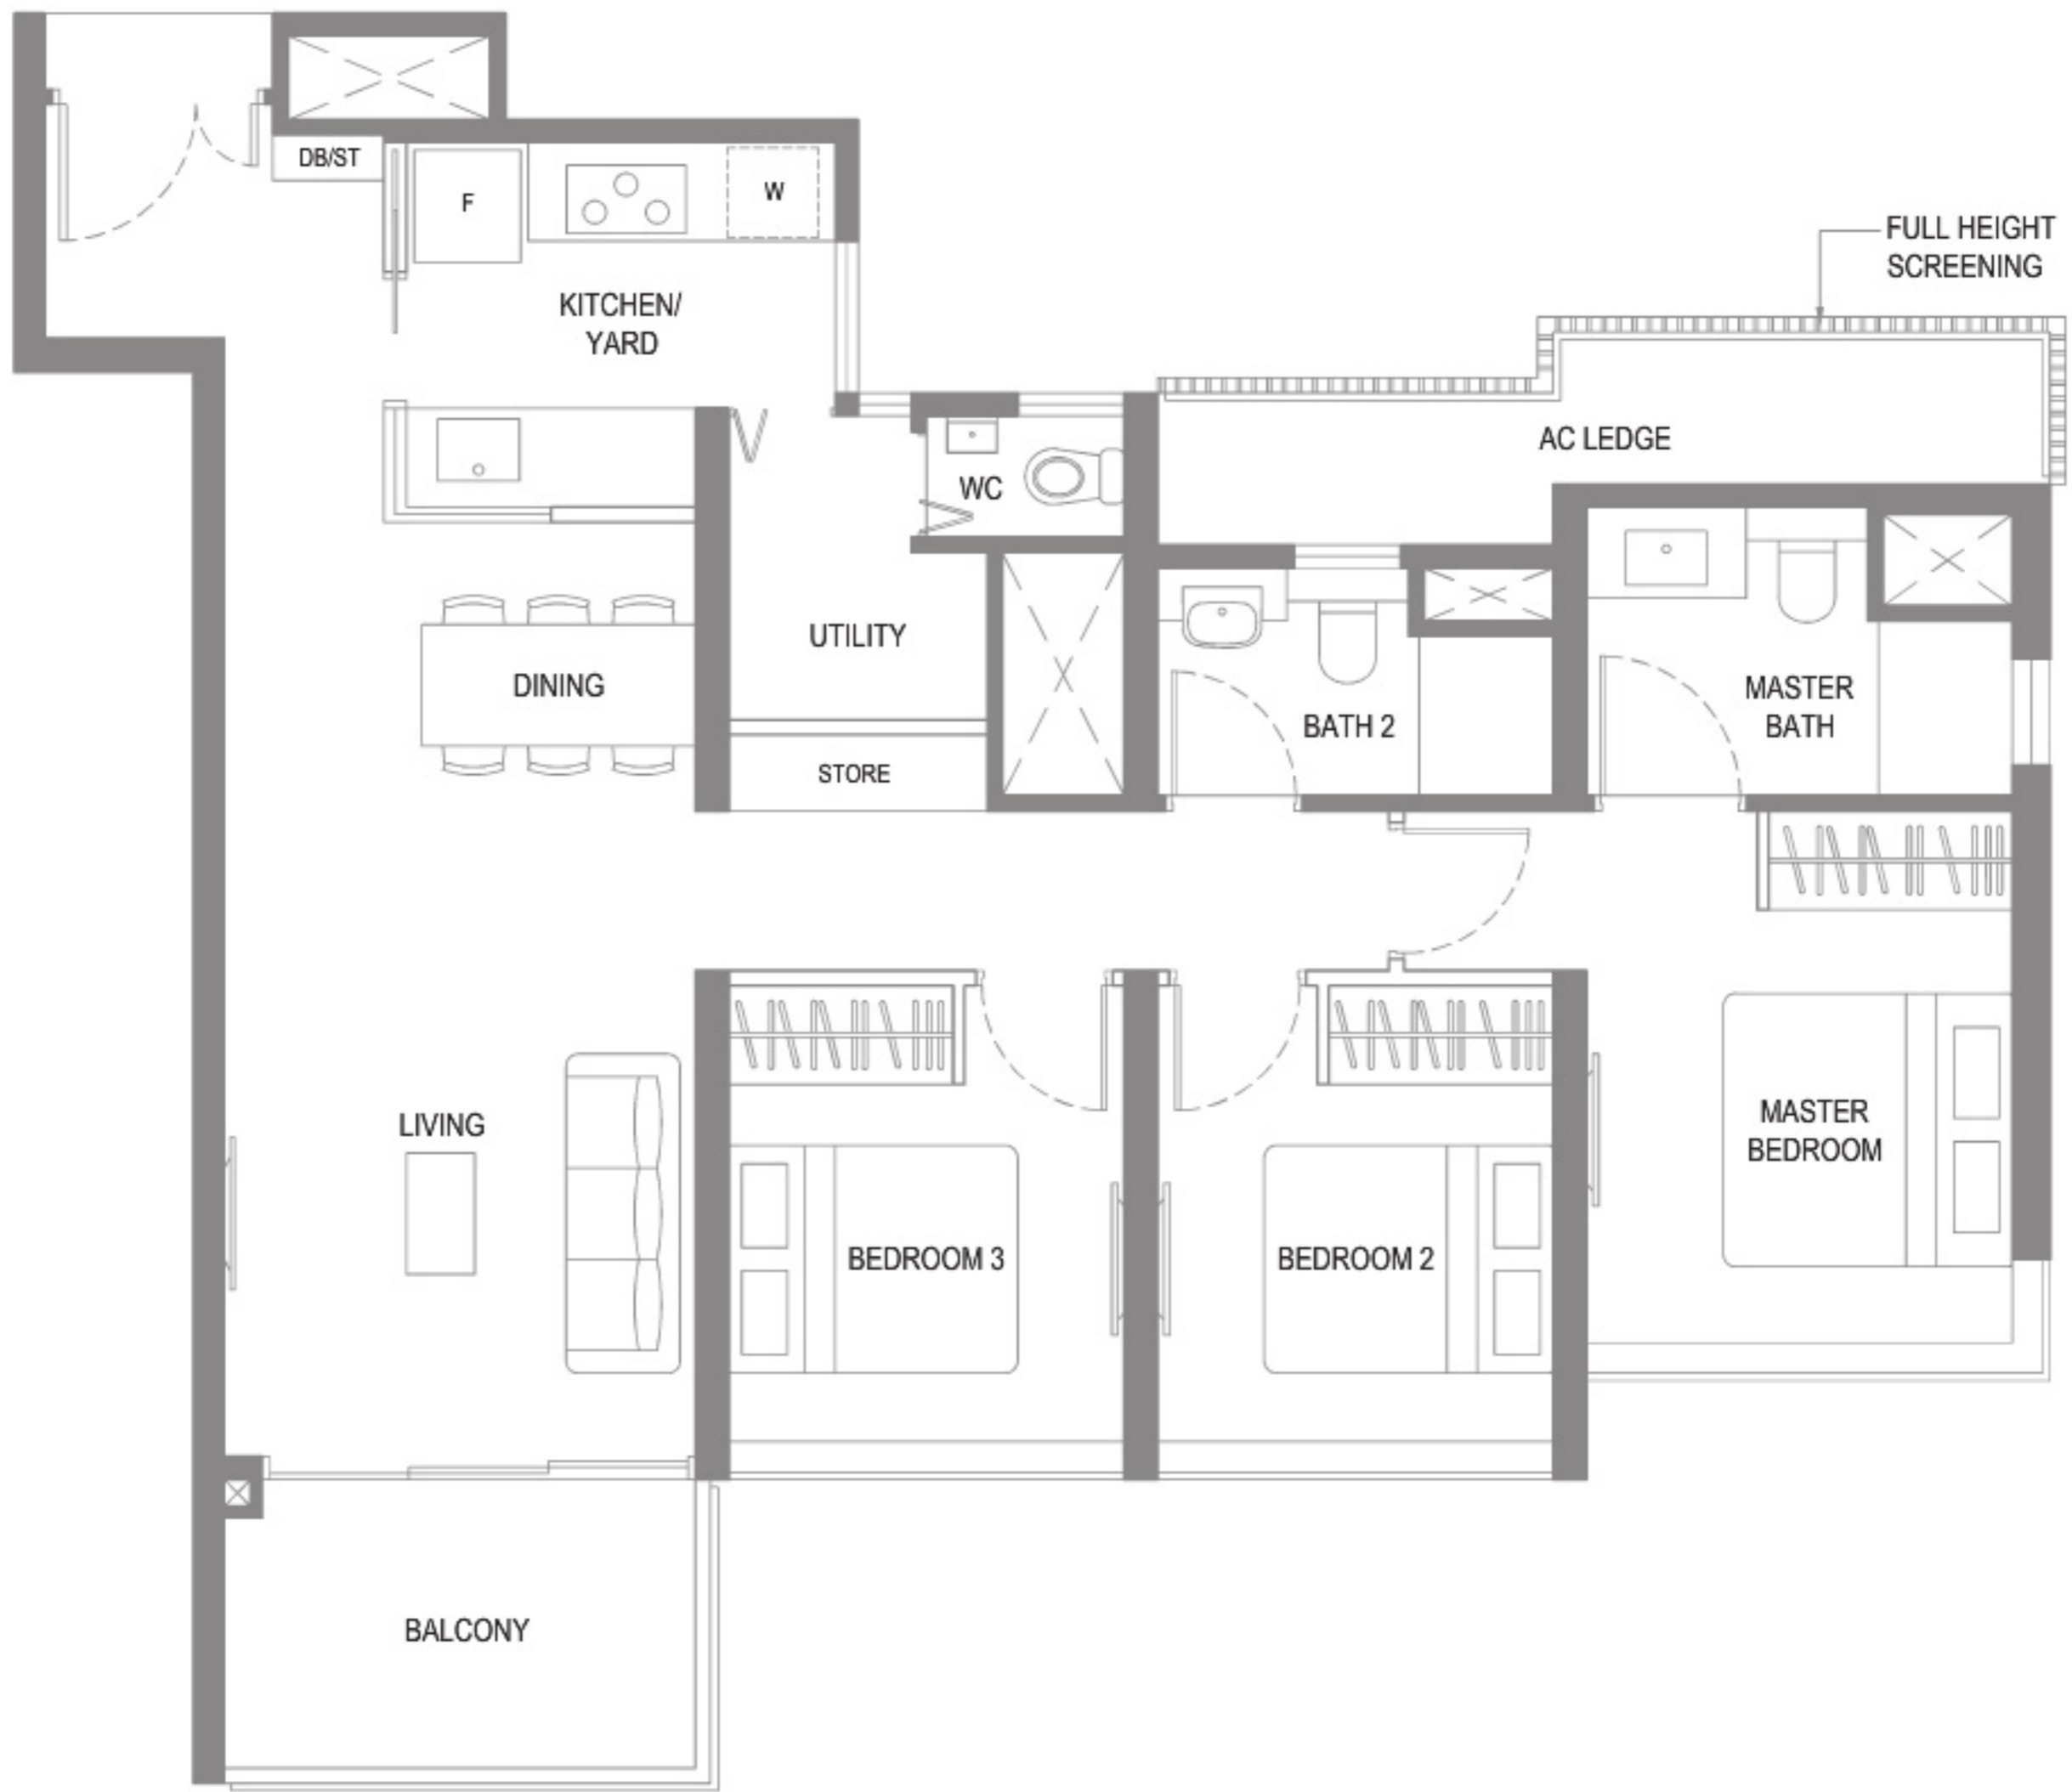 DB/ST
F
W
KITCHEN/
YARD
FULL HEIGHT
SCREENING
AC LEDGE
WC
UTILITY
DINING
STORE
BATH 2
MASTER
BATH
LIVING
MASTER
BEDROOM
BEDROOM 3
BEDROOM 2
BALCONY